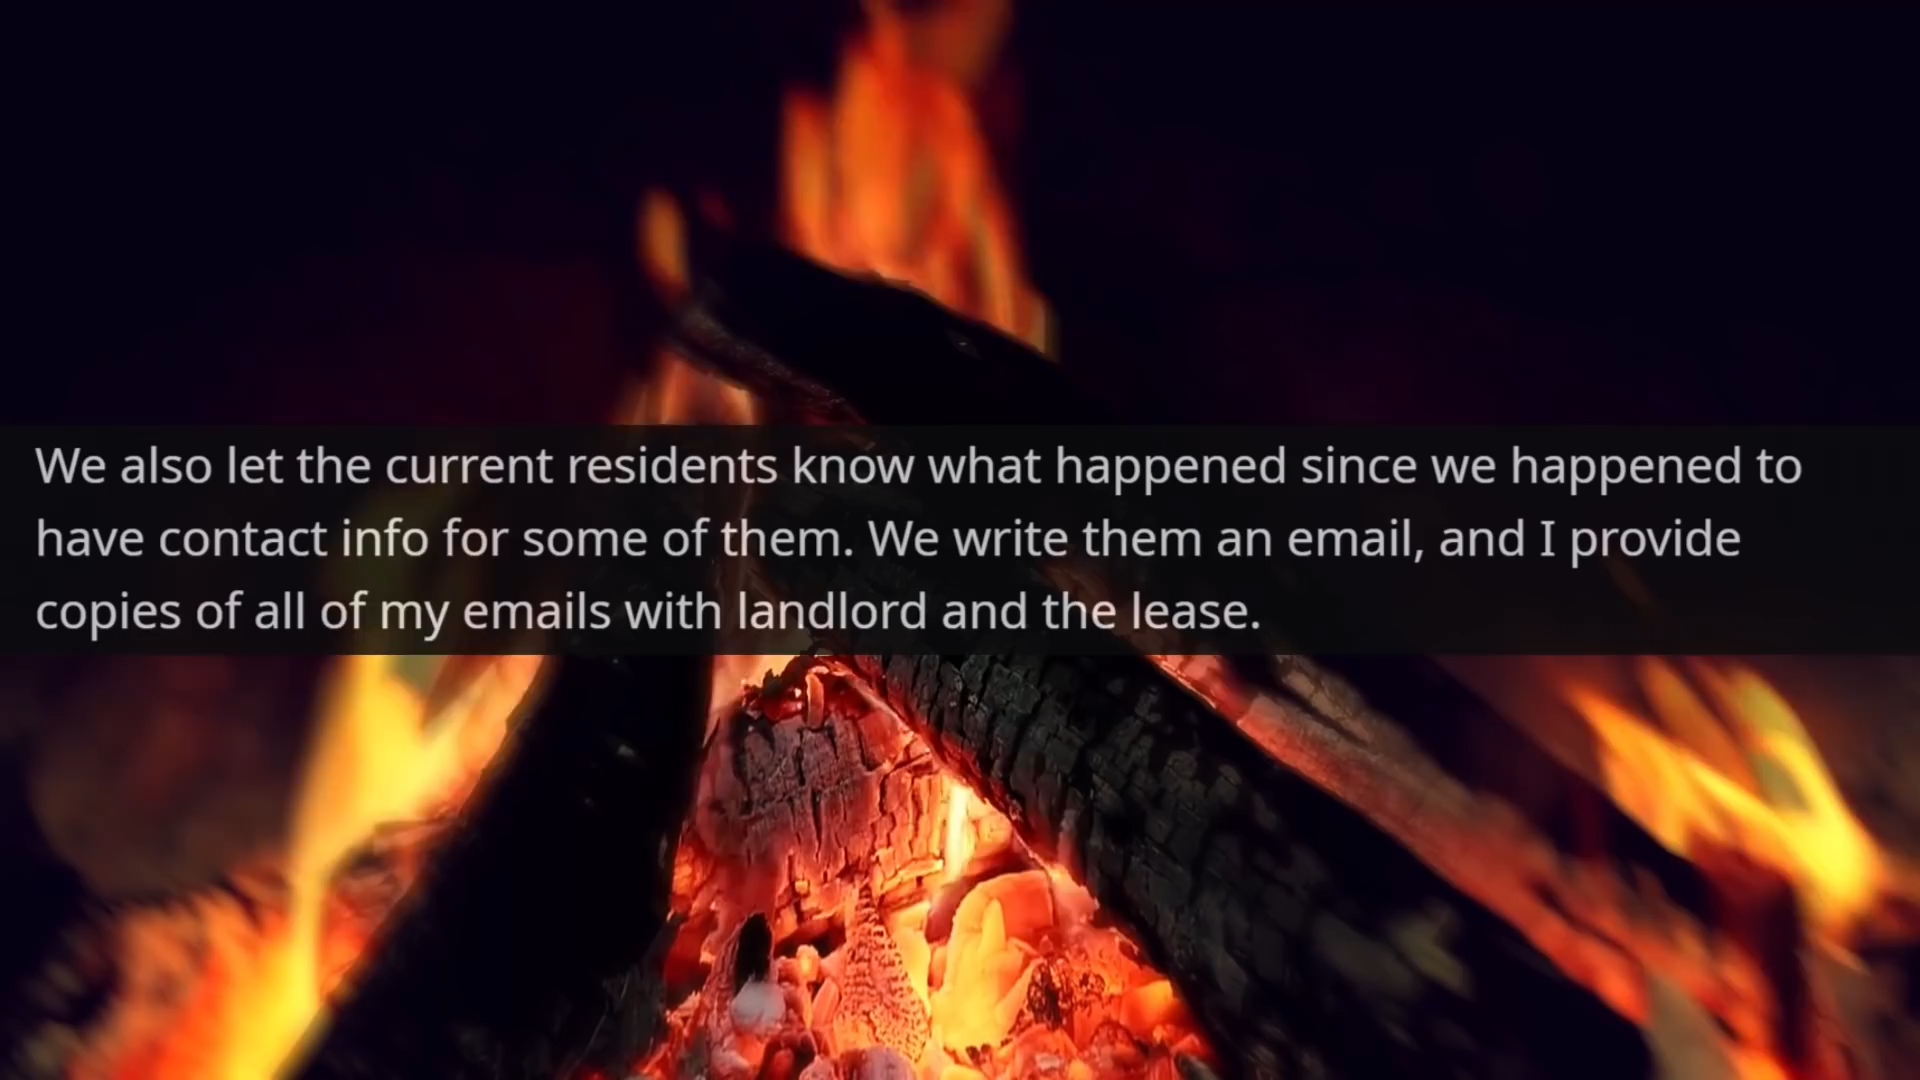 We also let the current residents know what happened since we happened to
have contact info for some of them. We write them an email, and I provide
copies of all of my emails with landlord and the lease.